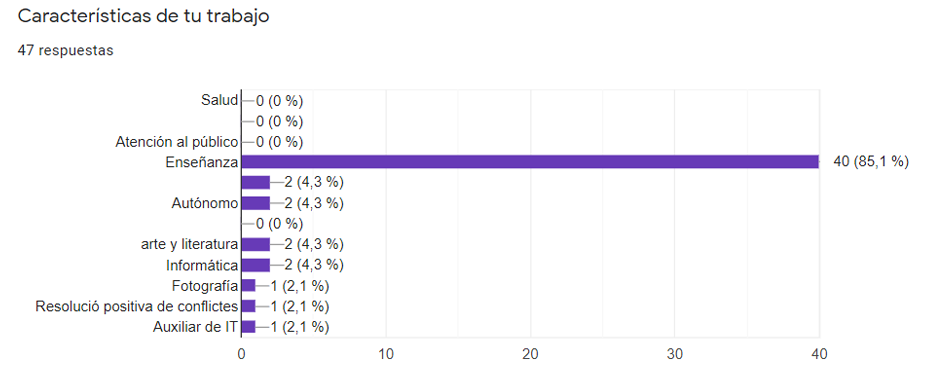 Características de tu trabajo
47 respuestas
Salud 0 (0 %)
0 (0 %)
Atención al público 0 (0 %)
Enseñanza 40 (85,1 %)
2 (4,3 %)
Autónomo 2 (4,3 %)
0 (0 %)
arte y literatura 2 (4,3 %)
Informática 2 (4,3 %)
Fotografía 1 (2,1 %)
Resolució positiva de conflictes 1 (2,1 %)
Auxiliar de IT 1 (2,1 %)
0 10 20 30 40